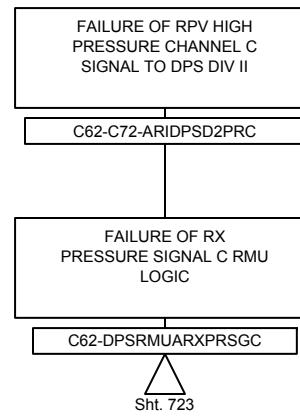 FAILURE OF RPV HIGH
PRESSURE CHANNEL C
SIGNAL TO DPS DIV II
C62-C72-ARIDPSD2PRC
FAILURE OF RX
PRESSURE SIGNAL C RMU
LOGIC
C62-DPSRMUARXPRSGC
Sht. 723